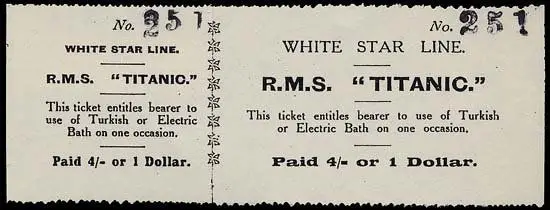 No. 251
WHITE STAR LINE.
R.M.S. "TITANIC."
This ticket entitles bearer to
use of Turkish or Electric
Bath on one occasion.
Paid 4/- or 1 Dollar.
No. 251
WHITE STAR LINE.
R.M.S. "TITANIC."
This ticket entitles bearer to use of Turkish
or Electric Bath on one occasion.
Paid 4/- or 1 Dollar.